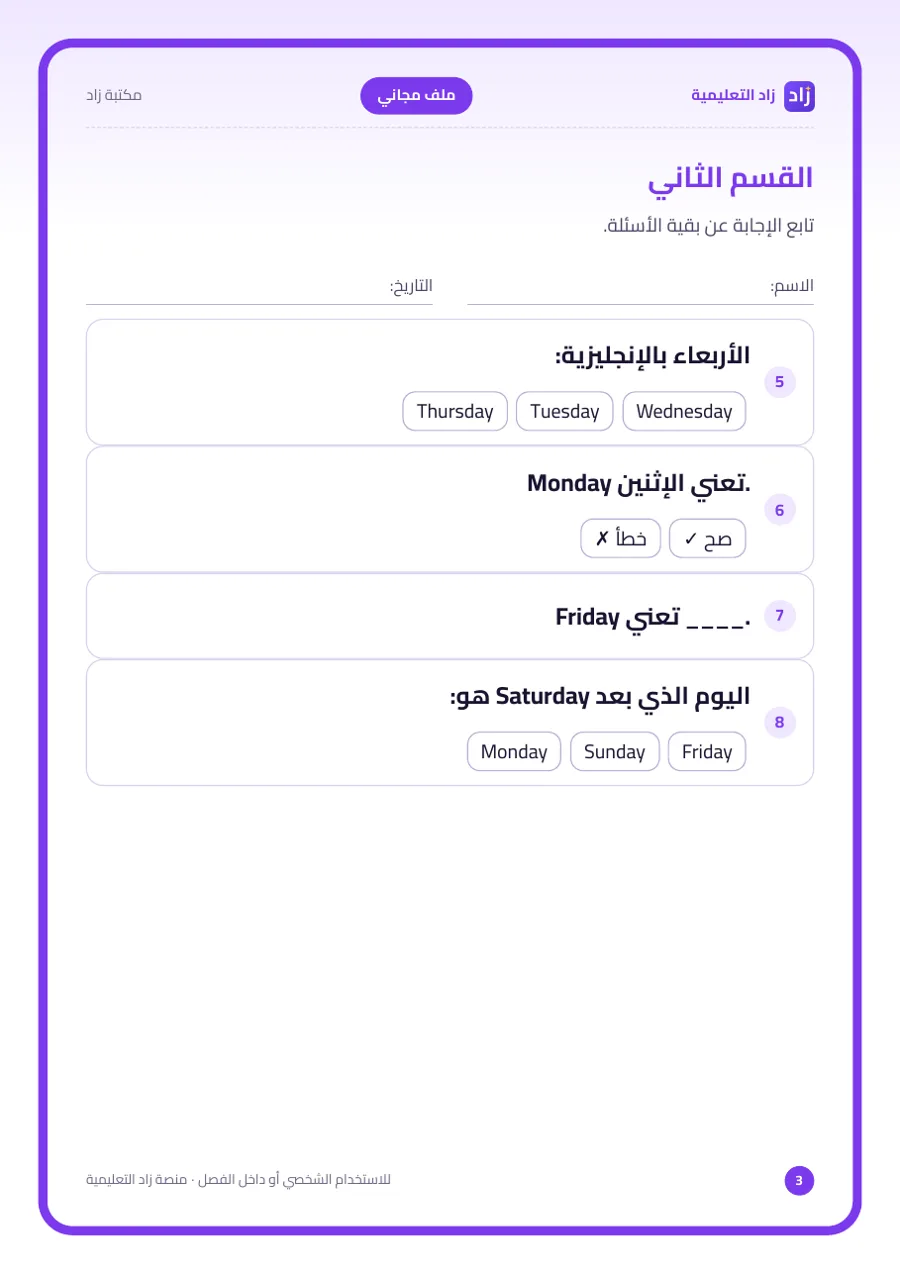 زاد زاد التعليمية
ملف مجاني
مكتبة زاد
القسم الثاني
تابع الإجابة عن بقية الأسئلة.
الاسم:
التاريخ:
5
الأربعاء بالإنجليزية:
Wednesday Tuesday Thursday
6
Monday تعني الإثنين.
صح ✓ خطأ ✗
7
Friday تعني ____.
8
اليوم الذي بعد Saturday هو:
Friday Sunday Monday
3
للاستخدام الشخصي أو داخل الفصل · منصة زاد التعليمية